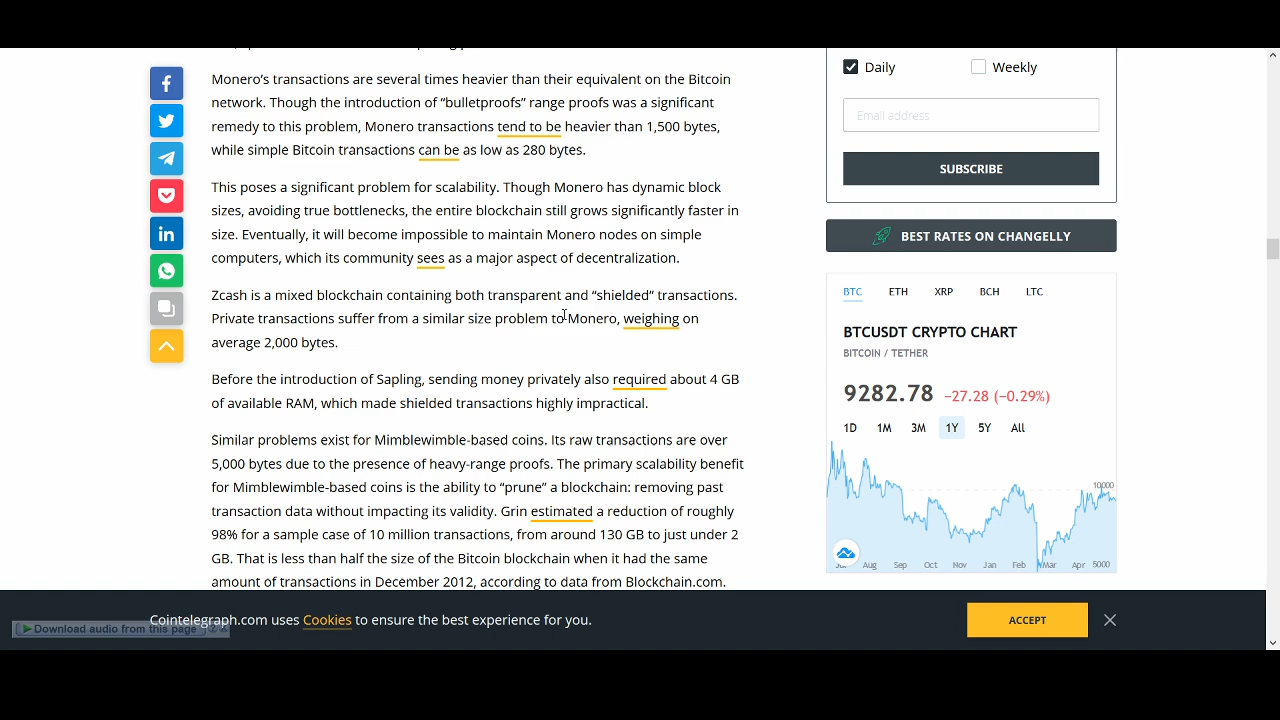 Monero's transactions are several times heavier than their equivalent on the Bitcoin
network. Though the introduction of “bulletproofs” range proofs was a significant
remedy to this problem, Monero transactions tend to be heavier than 1,500 bytes,
while simple Bitcoin transactions can be as low as 280 bytes.
This poses a significant problem for scalability. Though Monero has dynamic block
sizes, avoiding true bottlenecks, the entire blockchain still grows significantly faster in
size. Eventually, it will become impossible to maintain Monero nodes on simple
computers, which its community sees as a major aspect of decentralization.
Zcash is a mixed blockchain containing both transparent and “shielded” transactions.
Private transactions suffer from a similar size problem to Monero, weighing on
average 2,000 bytes.
Before the introduction of Sapling, sending money privately also required about 4 GB
of available RAM, which made shielded transactions highly impractical.
Similar problems exist for Mimblewimble-based coins. Its raw transactions are over
5,000 bytes due to the presence of heavy-range proofs. The primary scalability benefit
for Mimblewimble-based coins is the ability to “prune” a blockchain: removing past
transaction data without impacting its validity. Grin estimated a reduction of roughly
98% for a sample case of 10 million transactions, from around 130 GB to just under 2
GB. That is less than half the size of the Bitcoin blockchain when it had the same
amount of transactions in December 2012, according to data from Blockchain.com.
Daily Weekly
Email address
SUBSCRIBE
BEST RATES ON CHANGELLY
BTC ETH XRP BCH LTC
BTCUSDT CRYPTO CHART
BITCOIN / TETHER
9282.78 −27.28 (−0.29%)
1D 1M 3M 1Y 5Y All
10000
Aug Sep Oct Nov Jan Feb Mar Apr 5000
Cointelegraph.com uses Cookies to ensure the best experience for you.
ACCEPT
Download audio from this page